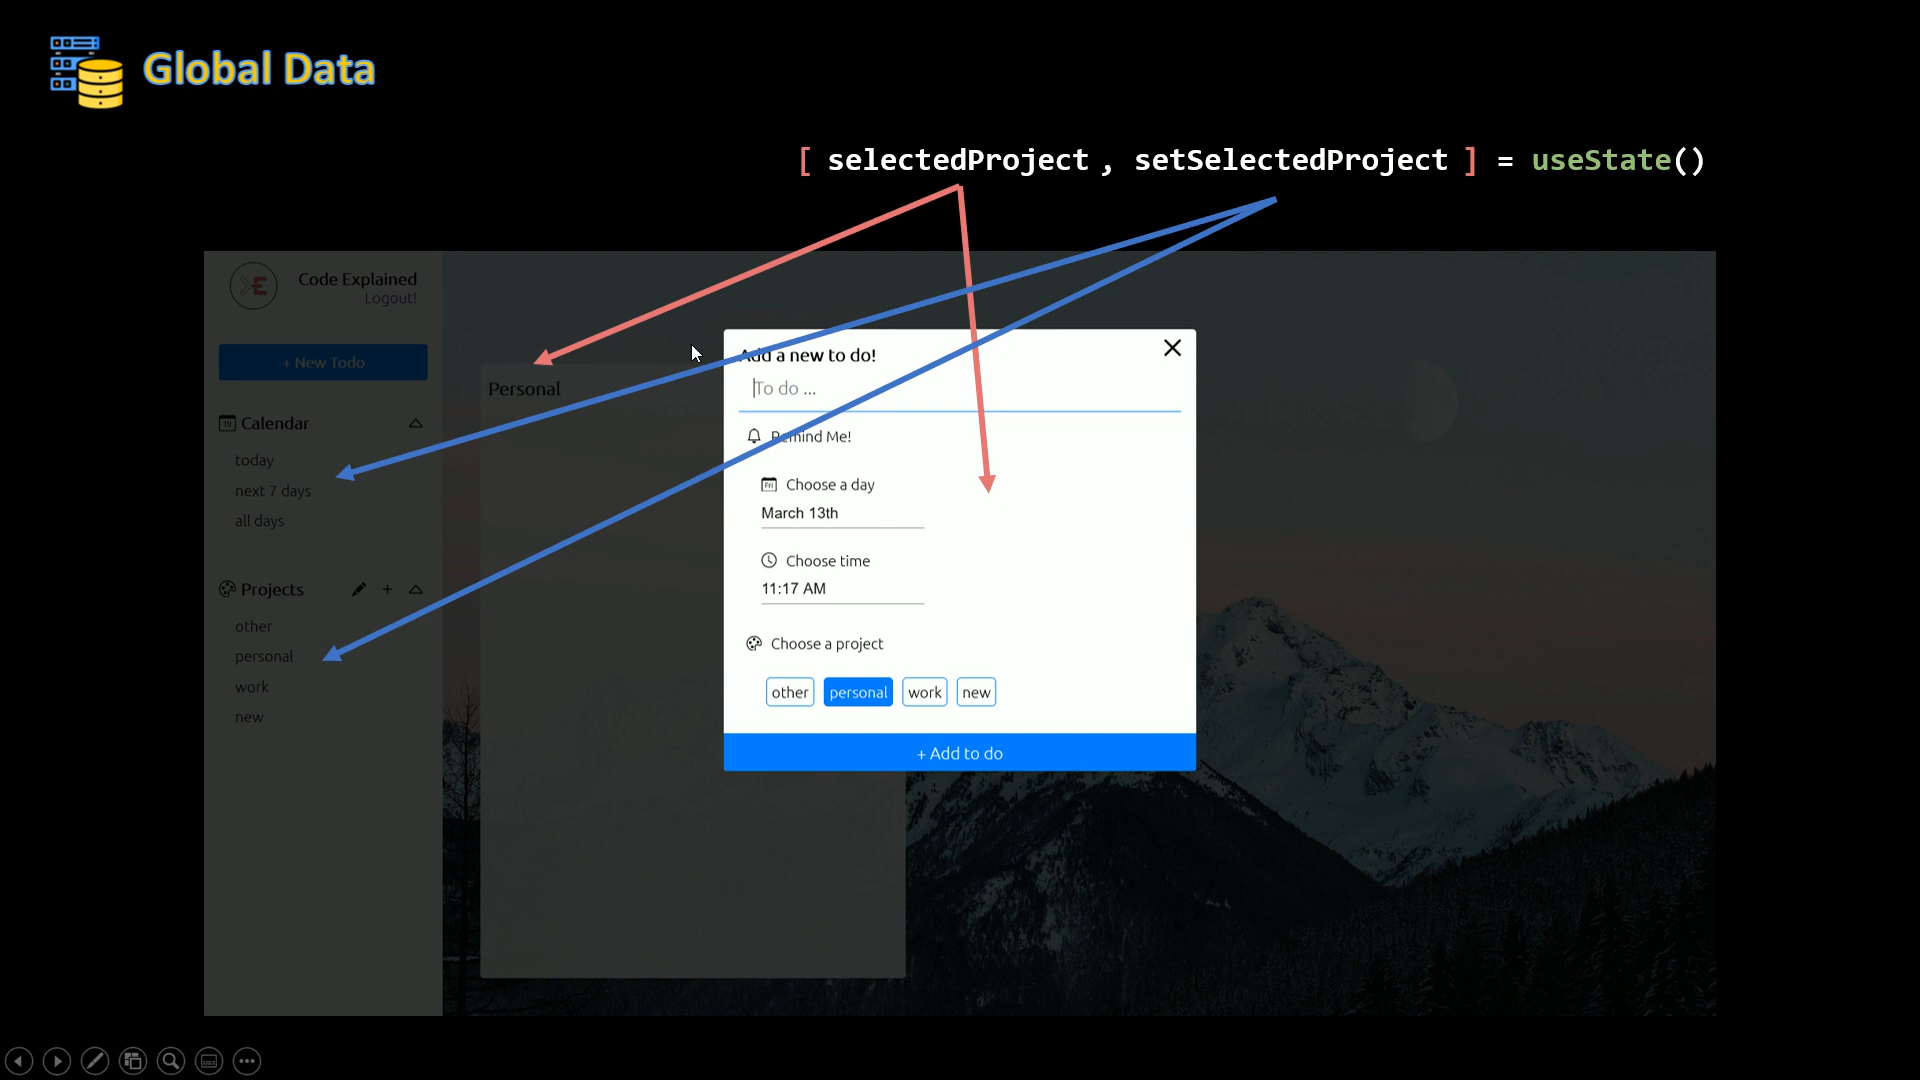 Global Data
[ selectedProject , setSelectedProject ] = useState()
Code Explained
Logout!
+ New Todo
Calendar
today
next 7 days
all days
Projects
+
other
personal
work
new
Personal
Add a new to do!
To do ...
Remind Me!
Choose a day
March 13th
Choose time
11:17 AM
Choose a project
other personal work new
+ Add to do